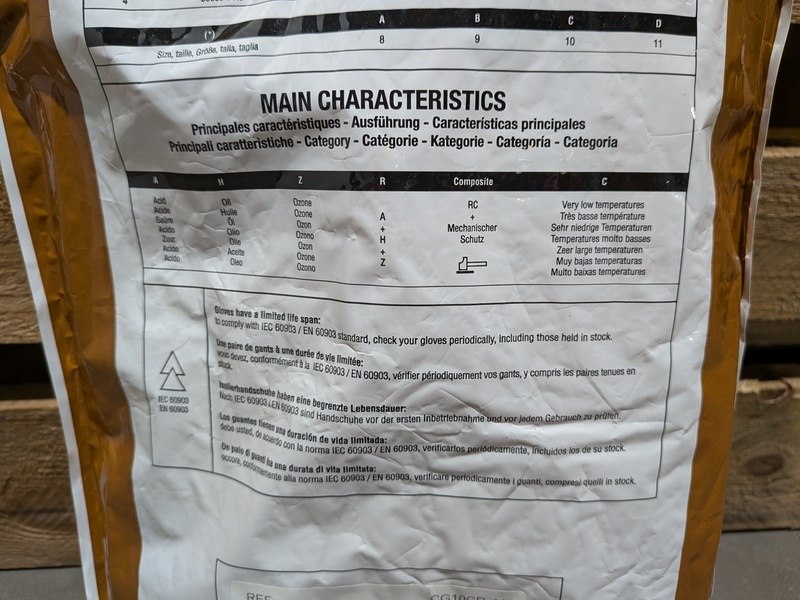 4
(*) A B C D
Size, taille, Größe, talla, taglia 8 9 10 11
MAIN CHARACTERISTICS
Principales caractéristiques - Ausführung - Características principales
Principali caratteristiche - Category - Catégorie - Kategorie - Categoría - Categoria
A H Z R Composite C
Acid Oil Ozone RC Very low temperatures
Acide Huile Ozone A + Très basse température
Saüre Öl Ozon + Mechanischer Sehr niedrige Temperaturen
Acido Olio Ozono H Schutz Temperatures molto basses
Zuur Olie Ozon + Zeer large temperaturen
Acido Aceite Ozone Z Muy bajas temperaturas
Acido Oleo Ozono Multo baixas temperatures
IEC 60903
EN 60903
Gloves have a limited life span:
to comply with IEC 60903 / EN 60903 standard, check your gloves periodically, including those held in stock.
Une paire de gants à une durée de vie limitée:
vous devez, conformément à la IEC 60903 / EN 60903, vérifier périodiquement vos gants, y compris les paires tenues en
stock.
Isolierhandschuhe haben eine begrenzte Lebensdauer:
Nach IEC 60903 / EN 60903 sind Handschuhe vor der ersten Inbetriebnahme und vor jedem Gebrauch zu prüfen.
Los guantes tienen una duración de vida limitada:
debe usted, de acuerdo con la norma IEC 60903 / EN 60903, verificarlos periódicamente, incluidos los de su stock.
Un paio di guanti ha una durata di vita limitata:
occorre, conformemente alla norma IEC 60903 / EN 60903, verificare periodicamente i guanti, compresi quelli in stock.
REF